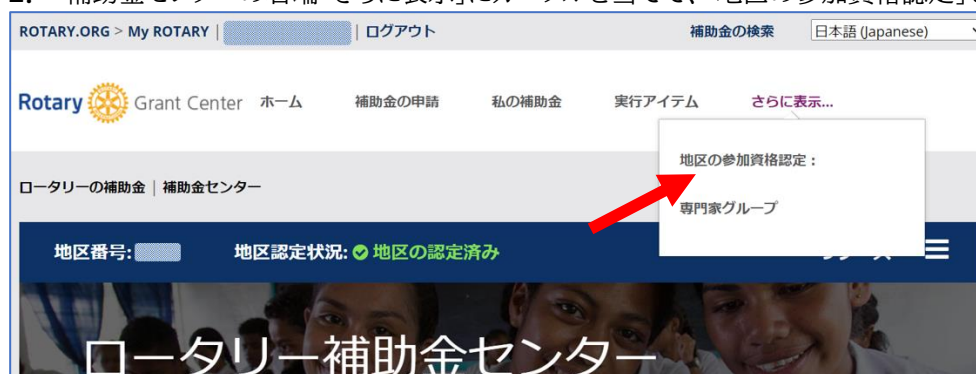 ROTARY.ORG > My ROTARY | | ログアウト 補助金の検索 日本語 (Japanese)
Rotary Grant Center ホーム 補助金の申請 私の補助金 実行アイテム さらに表示...
地区の参加資格認定：
ロータリーの補助金 | 補助金センター
専門家グループ
地区番号: 地区認定状況: 地区の認定済み
ロータリー補助金センター